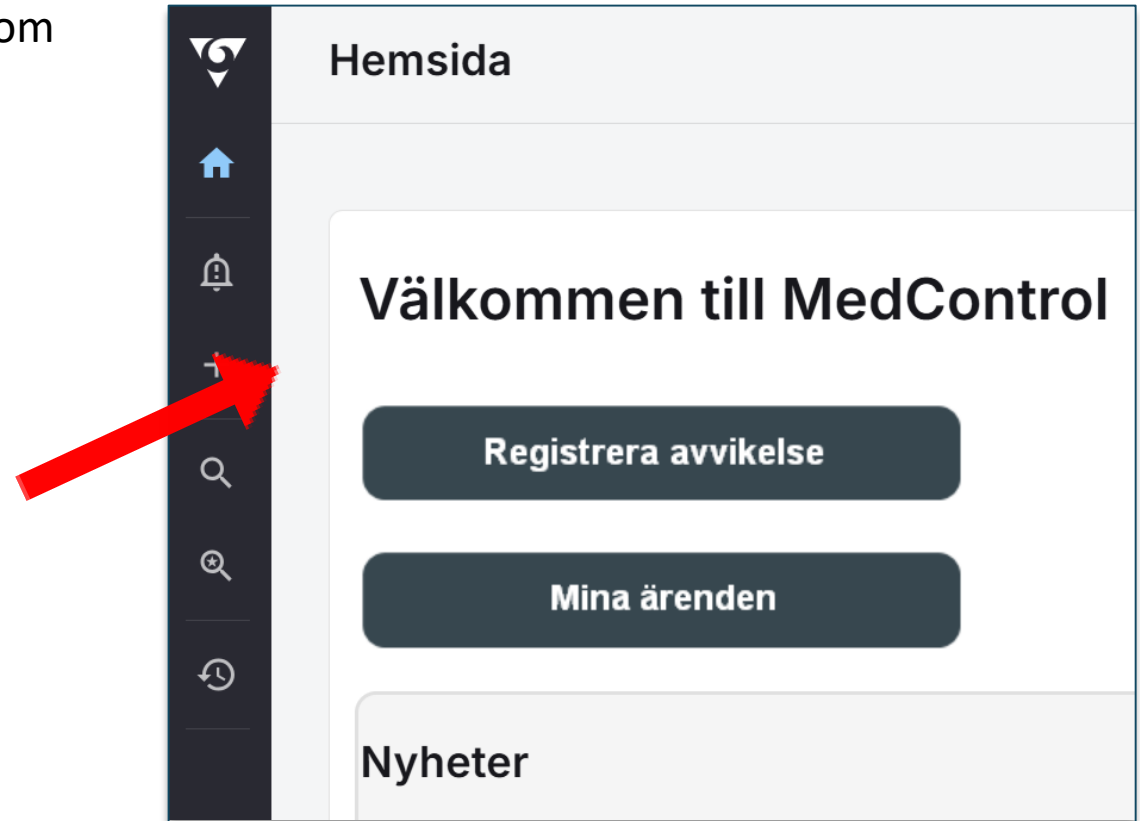 om
Hemsida
Välkommen till MedControl
Registrera avvikelse
Mina ärenden
Nyheter